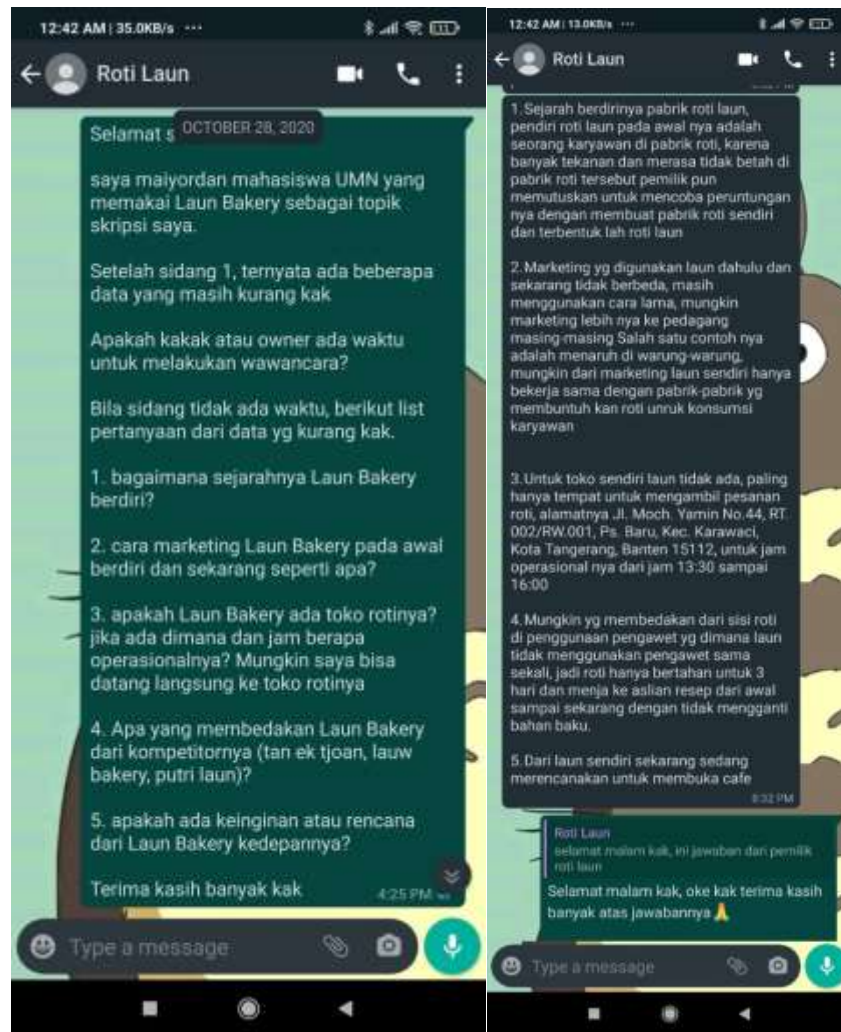 12:42 AM | 35.0KB/s ···
Roti Laun
OCTOBER 28, 2020
Selamat s
saya maiyordan mahasiswa UMN yang
memakai Laun Bakery sebagai topik
skripsi saya.
Setelah sidang 1, ternyata ada beberapa
data yang masih kurang kak
Apakah kakak atau owner ada waktu
untuk melakukan wawancara?
Bila sidang tidak ada waktu, berikut list
pertanyaan dari data yg kurang kak.
1. bagaimana sejarahnya Laun Bakery
berdiri?
2. cara marketing Laun Bakery pada awal
berdiri dan sekarang seperti apa?
3. apakah Laun Bakery ada toko rotinya?
jika ada dimana dan jam berapa
operasionalnya? Mungkin saya bisa
datang langsung ke toko rotinya
4. Apa yang membedakan Laun Bakery
dari kompetitornya (tan ek tjoan, lauw
bakery, putri laun)?
5. apakah ada keinginan atau rencana
dari Laun Bakery kedepannya?
Terima kasih banyak kak
4:25 PM
Type a message
12:42 AM | 13.0KB/s ···
Roti Laun
1.Sejarah berdirinya pabrik roti laun,
pendiri roti laun pada awal nya adalah
seorang karyawan di pabrik roti, karena
banyak tekanan dan merasa tidak betah di
pabrik roti tersebut pemilik pun
memutuskan untuk mencoba peruntungan
nya dengan membuat pabrik roti sendiri
dan terbentuk lah roti laun
2.Marketing yg digunakan laun dahulu dan
sekarang tidak berbeda, masih
menggunakan cara lama, mungkin
marketing lebih nya ke pedagang
masing-masing Salah satu contoh nya
adalah menaruh di warung-warung,
mungkin dari marketing laun sendiri hanya
bekerja sama dengan pabrik-pabrik yg
membuntuh kan roti unruk konsumsi
karyawan
3.Untuk toko sendiri laun tidak ada, paling
hanya tempat untuk mengambil pesanan
roti, alamatnya Jl. Moch. Yamin No.44, RT.
002/RW.001, Ps. Baru, Kec. Karawaci,
Kota Tangerang, Banten 15112, untuk jam
operasional nya dari jam 13:30 sampai
16:00
4.Mungkin yg membedakan dari sisi roti
di penggunaan pengawet yg dimana laun
tidak menggunakan pengawet sama
sekali, jadi roti hanya bertahan untuk 3
hari dan menja ke aslian resep dari awal
sampai sekarang dengan tidak mengganti
bahan baku.
5.Dari laun sendiri sekarang sedang
merencanakan untuk membuka cafe
8:32 PM
Roti Laun
selamat malam kak, ini jawaban dari pemilik
roti laun
Selamat malam kak, oke kak terima kasih
banyak atas jawabannya
Type a message